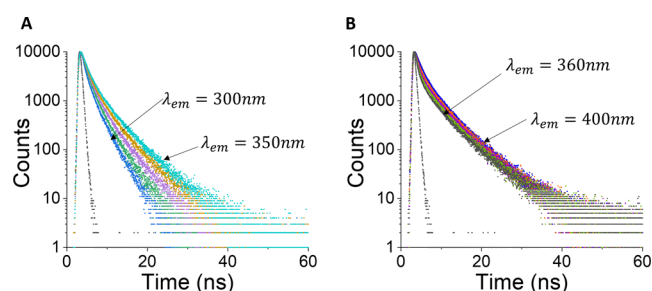 A
B
10000
1000
100
10
1
Counts
0
20
40
60
Time (ns)
λem = 300nm
λem = 350nm
10000
1000
100
10
1
Counts
0
20
40
60
Time (ns)
λem = 360nm
λem = 400nm